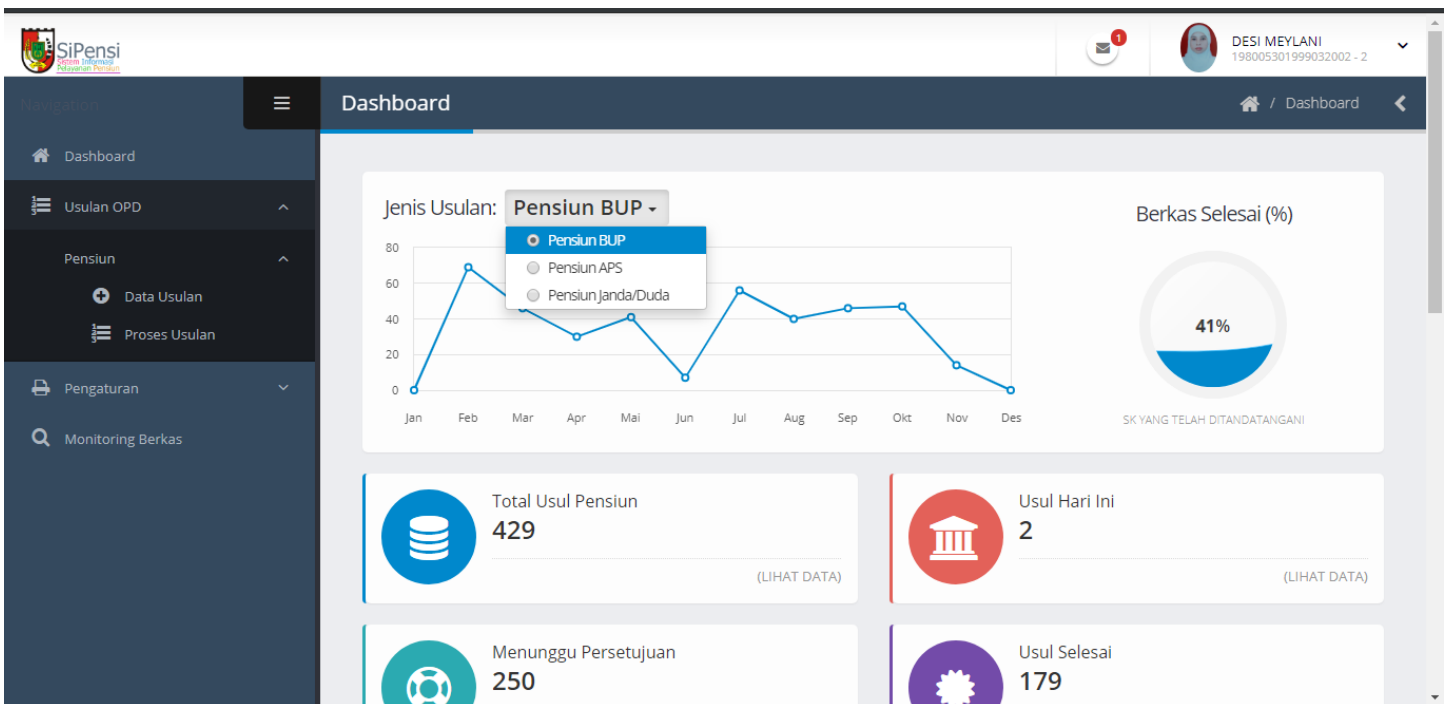 SiPensi
Sistem Informasi
Pelayanan Pensiun
1
DESI MEYLANI
198005301999032002 - 2
Navigation
Dashboard
/ Dashboard
Dashboard
Usulan OPD
Pensiun
Data Usulan
Proses Usulan
Pengaturan
Monitoring Berkas
Jenis Usulan: Pensiun BUP
Pensiun BUP
Pensiun APS
Pensiun Janda/Duda
80
60
40
20
0
Jan Feb Mar Apr Mai Jun Jul Aug Sep Okt Nov Des
Berkas Selesai (%)
41%
SK YANG TELAH DITANDATANGANI
Total Usul Pensiun
429
(LIHAT DATA)
Usul Hari Ini
2
(LIHAT DATA)
Menunggu Persetujuan
250
Usul Selesai
179